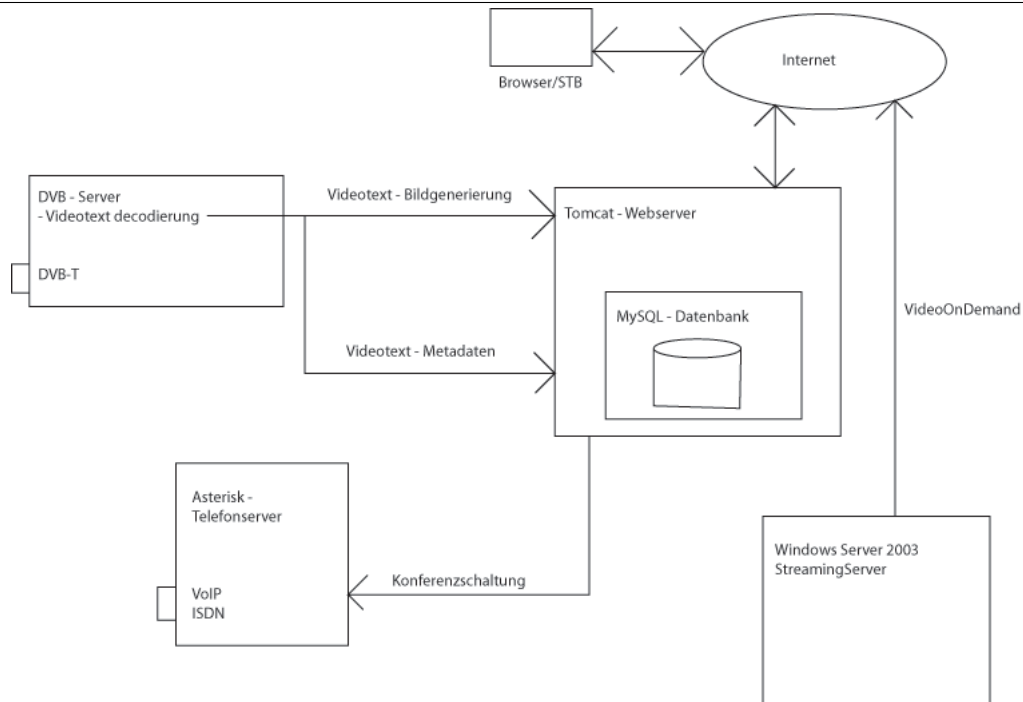 Internet
Browser/STB
DVB - Server
- Videotext decodierung
DVB-T
Videotext - Bildgenerierung
Tomcat - Webserver
MySQL - Datenbank
VideoOnDemand
Videotext - Metadaten
Asterisk -
Telefonserver
VoIP
ISDN
Konferenzschaltung
Windows Server 2003
StreamingServer